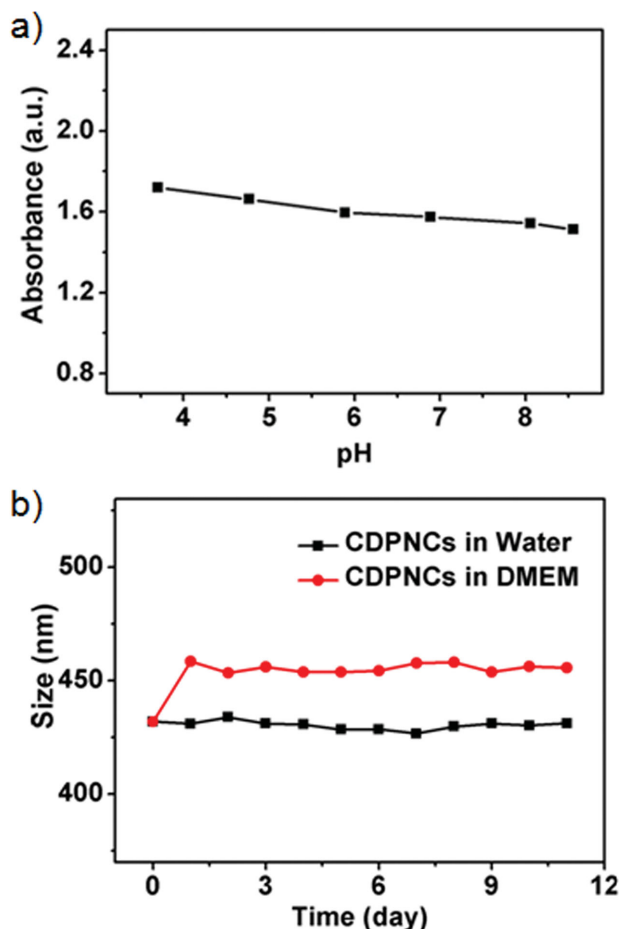 a)
2.4
2.0
1.6
1.2
0.8
Absorbance (a.u.)
4 5 6 7 8
pH
b)
CDPNCs in Water
CDPNCs in DMEM
500
450
400
Size (nm)
0 3 6 9 12
Time (day)